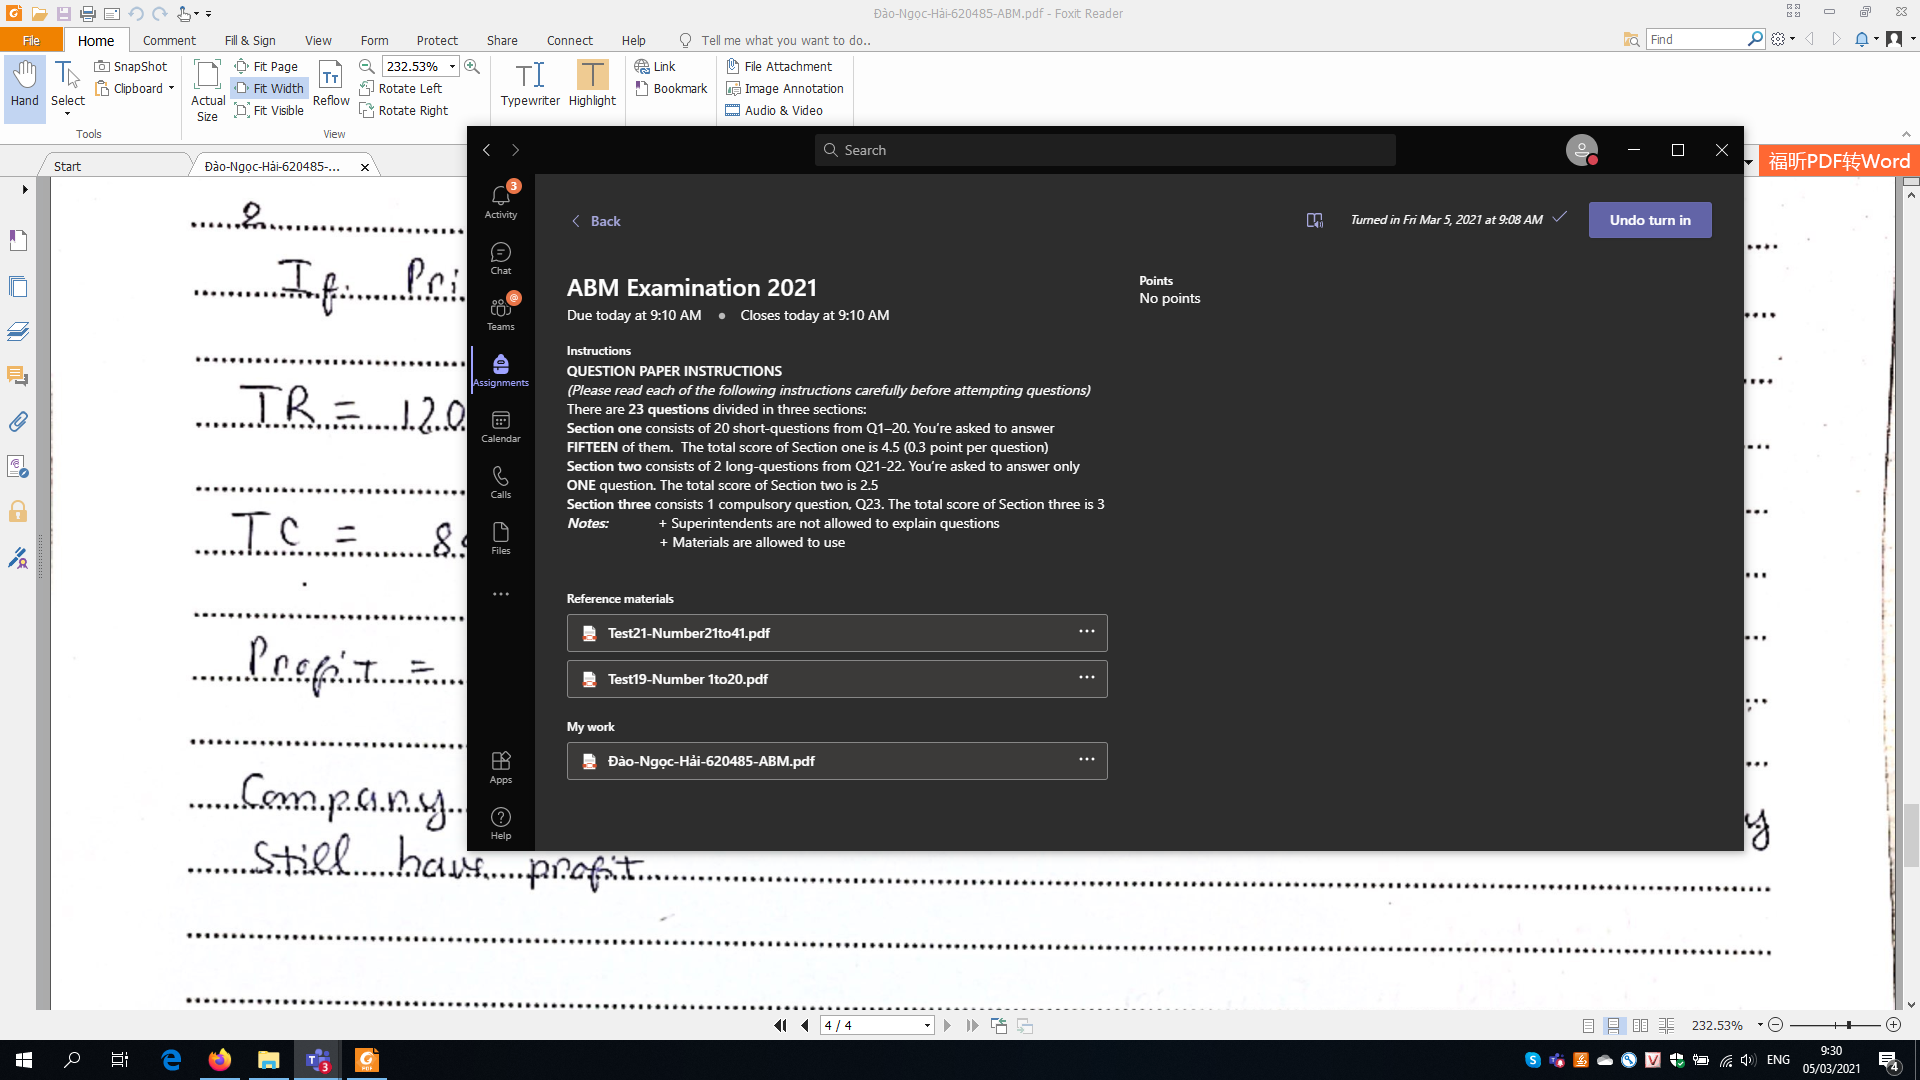 Đào-Ngọc-Hải-620485-ABM.pdf - Foxit Reader
File Home Comment Fill & Sign View Form Protect Share Connect Help Tell me what you want to do.. Find
Hand
Select
SnapShot
Clipboard
Tools
Actual Size
Fit Page
Fit Width
Fit Visible
Reflow
232.53%
Rotate Left
Rotate Right
View
Typewriter
Highlight
Link
Bookmark
File Attachment
Image Annotation
Audio & Video
Start
Đào-Ngọc-Hải-620485-...
福昕PDF转Word
2
If Pri
TR = 120
TC = 8
Profit =
Company
y
Still have profit
Search
3
Activity
Chat
@
Teams
Assignments
Calendar
Calls
Files
Apps
Help
Back
Turned in Fri Mar 5, 2021 at 9:08 AM
Undo turn in
ABM Examination 2021
Due today at 9:10 AM • Closes today at 9:10 AM
Points
No points
Instructions
QUESTION PAPER INSTRUCTIONS
(Please read each of the following instructions carefully before attempting questions)
There are 23 questions divided in three sections:
Section one consists of 20 short-questions from Q1–20. You're asked to answer
FIFTEEN of them. The total score of Section one is 4.5 (0.3 point per question)
Section two consists of 2 long-questions from Q21-22. You're asked to answer only
ONE question. The total score of Section two is 2.5
Section three consists 1 compulsory question, Q23. The total score of Section three is 3
Notes: + Superintendents are not allowed to explain questions
+ Materials are allowed to use
Reference materials
Test21-Number21to41.pdf
Test19-Number 1to20.pdf
My work
Đào-Ngọc-Hải-620485-ABM.pdf
4 / 4
232.53%
3
ENG
9:30
05/03/2021
4